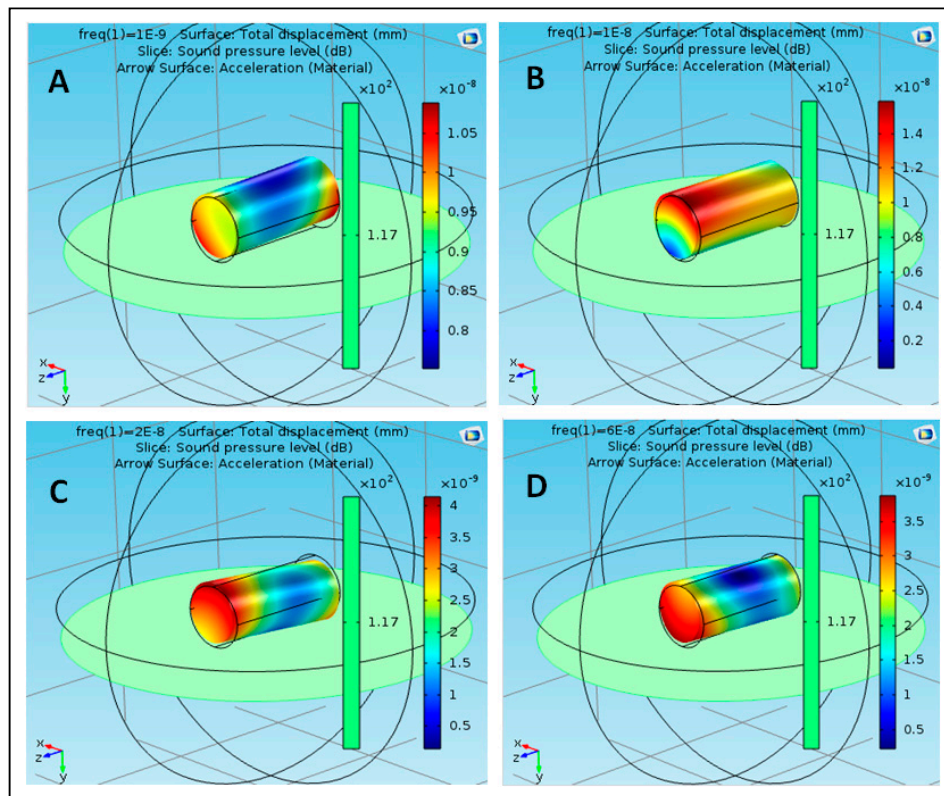 freq(1)=1E-9 Surface: Total displacement (mm)
Slice: Sound pressure level (dB)
Arrow Surface: Acceleration (Material)
A
×10²
×10⁻⁸
1.05
1
0.95
0.9
0.85
0.8
1.17
x
z
y
freq(1)=1E-8 Surface: Total displacement (mm)
Slice: Sound pressure level (dB)
Arrow Surface: Acceleration (Material)
B
×10²
×10⁻⁸
1.4
1.2
1
0.8
0.6
0.4
0.2
1.17
x
z
y
freq(1)=2E-8 Surface: Total displacement (mm)
Slice: Sound pressure level (dB)
Arrow Surface: Acceleration (Material)
C
×10²
×10⁻⁹
4
3.5
3
2.5
2
1.5
1
0.5
1.17
x
z
y
freq(1)=6E-8 Surface: Total displacement (mm)
Slice: Sound pressure level (dB)
Arrow Surface: Acceleration (Material)
D
×10²
×10⁻⁹
3.5
3
2.5
2
1.5
1
0.5
1.17
x
z
y